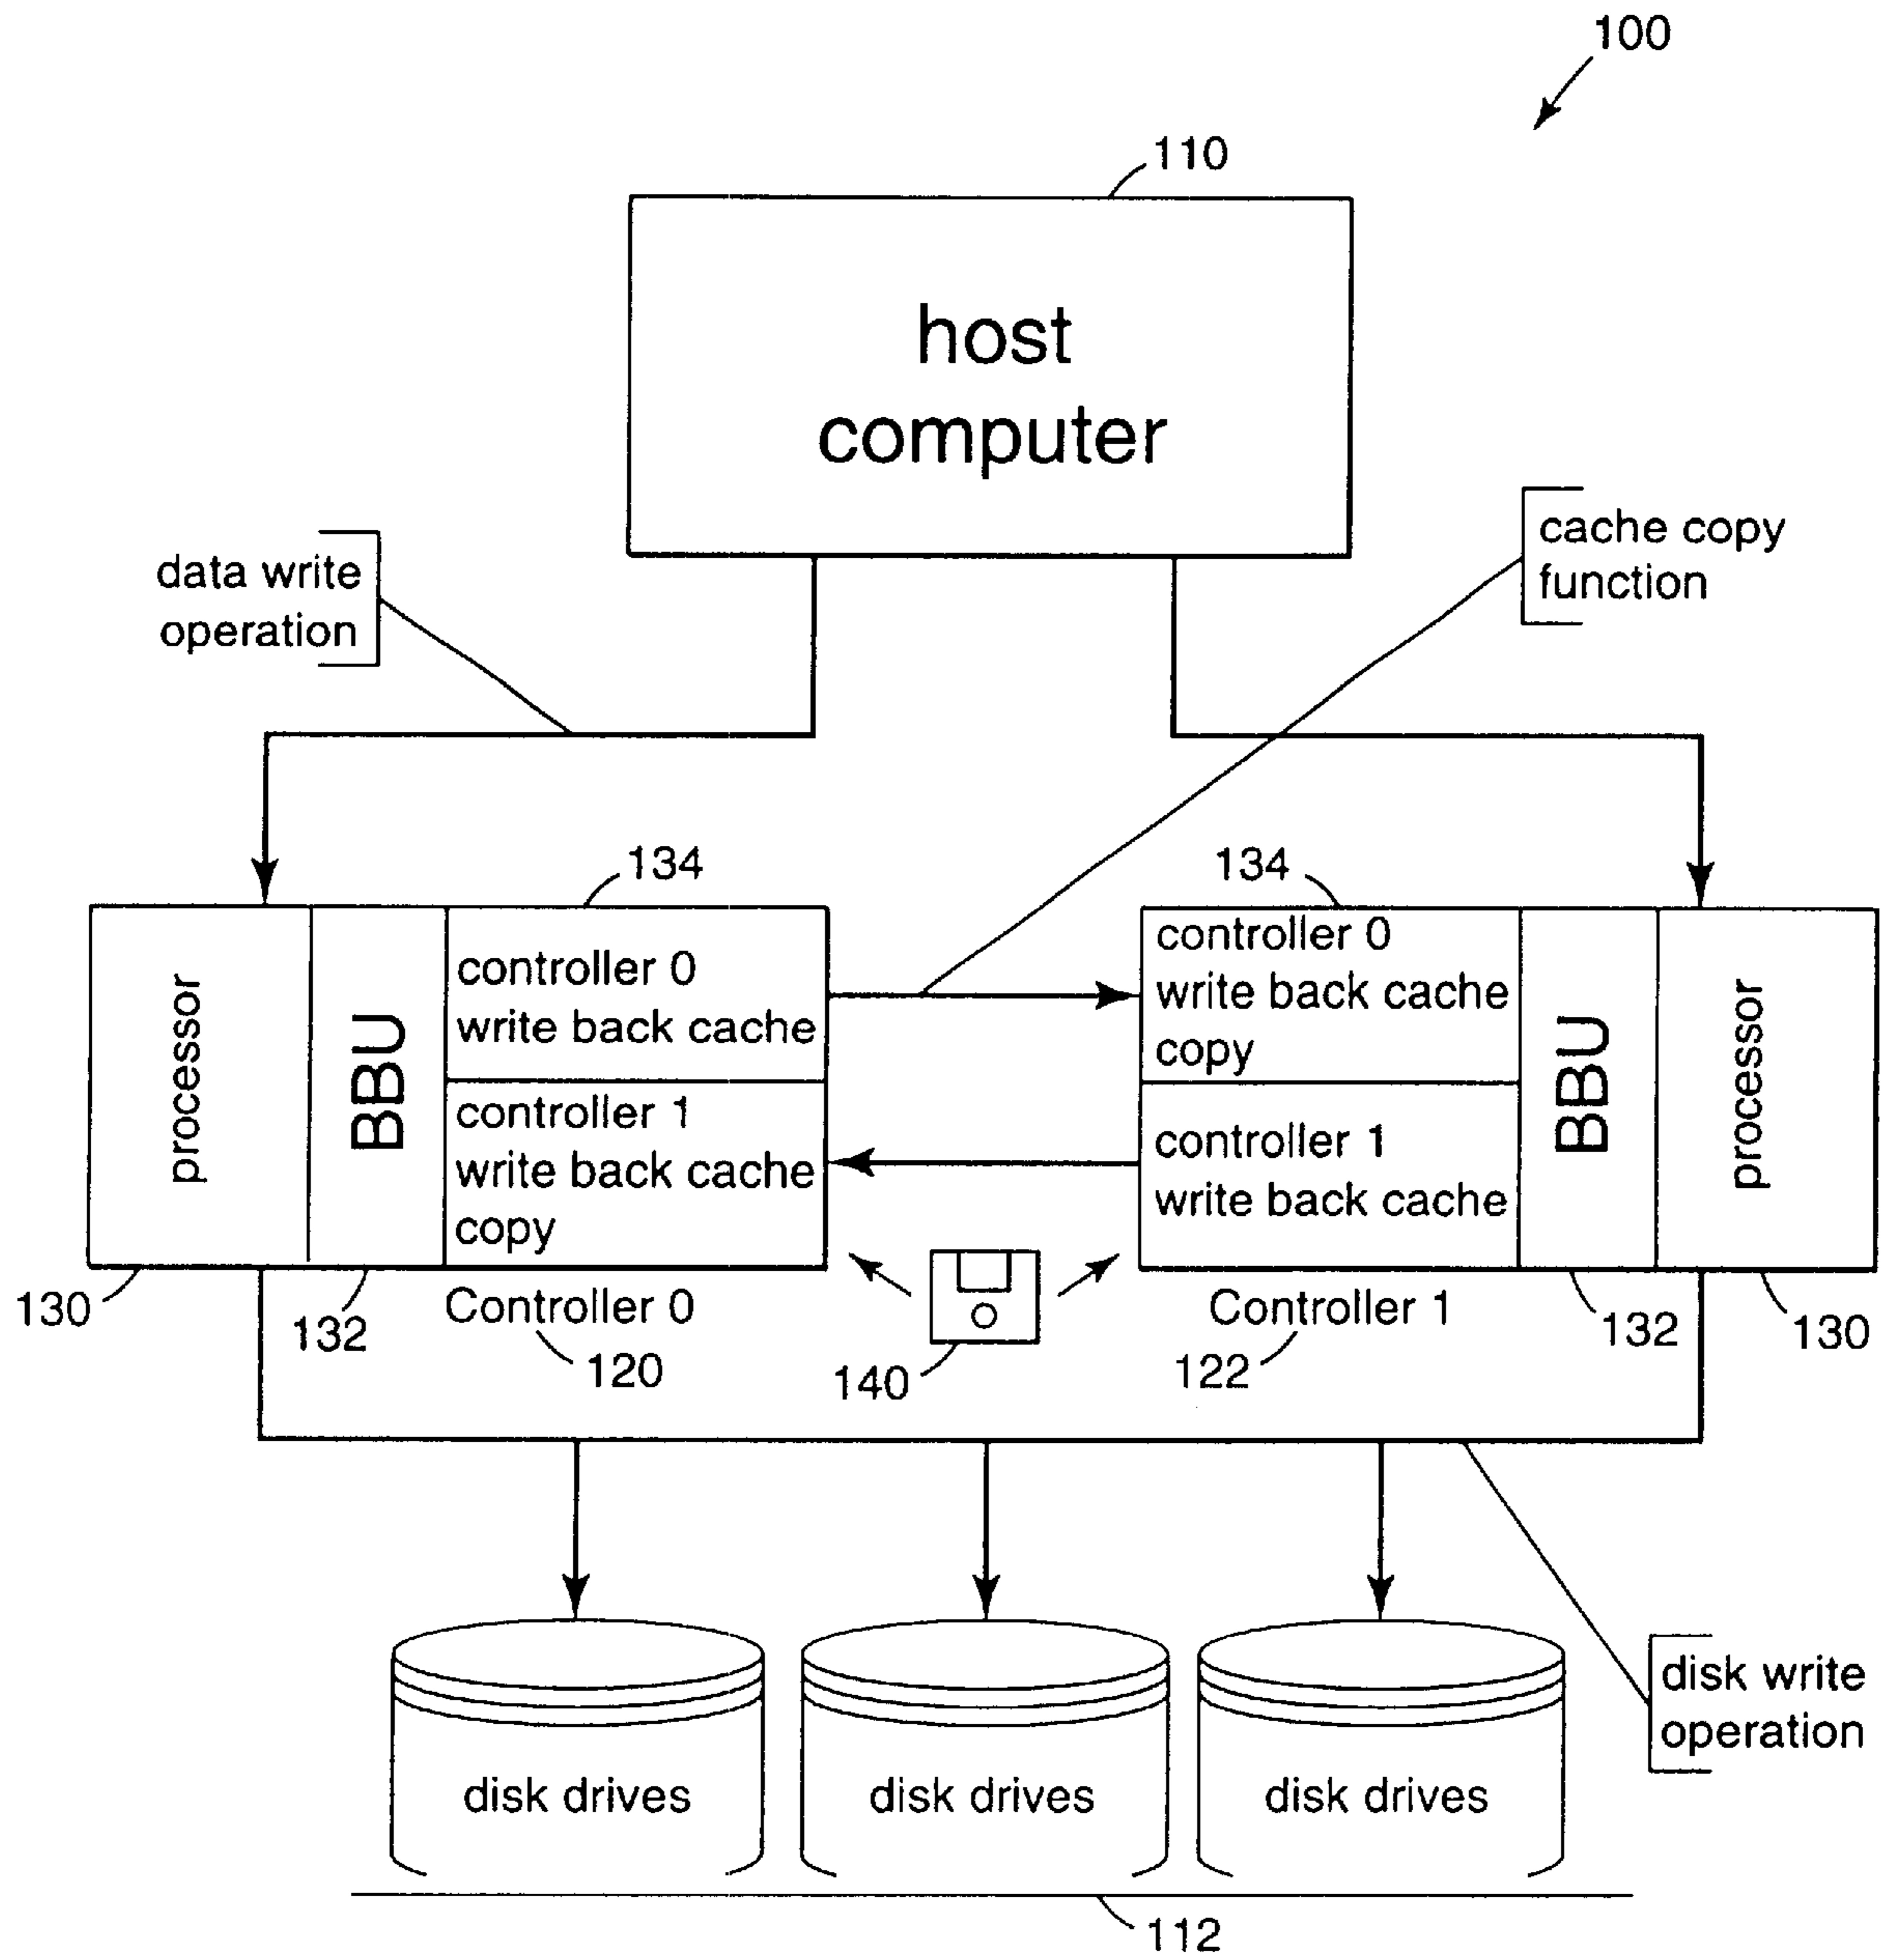 100
110
host
computer
data write
operation
cache copy
function
134
134
processor
BBU
controller 0
write back cache
controller 1
write back cache
copy
controller 0
write back cache
copy
controller 1
write back cache
BBU
processor
130
132
Controller 0
120
140
Controller 1
122
132
130
disk drives
disk drives
disk drives
disk write
operation
112